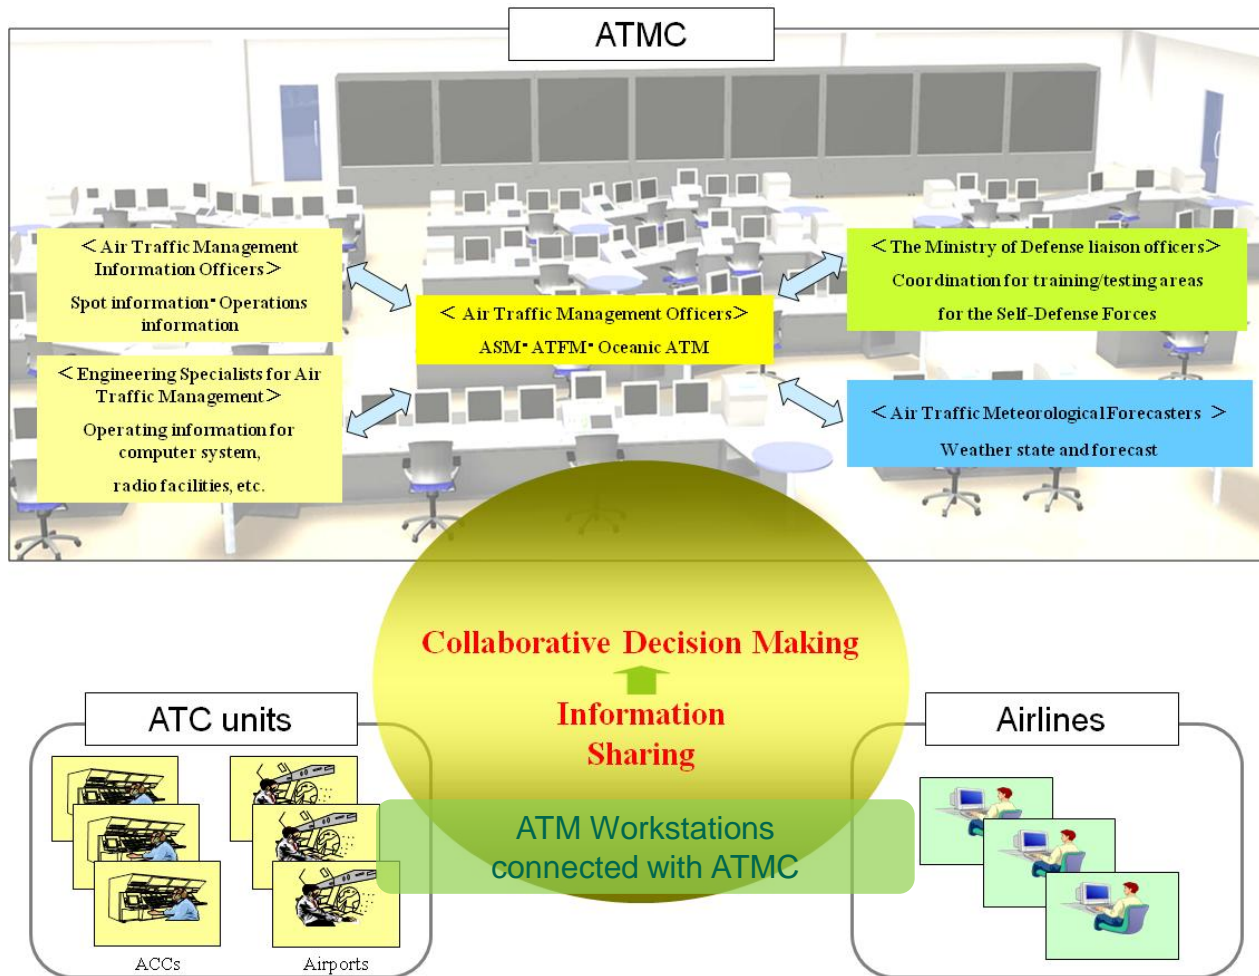 ATMC
< Air Traffic Management
Information Officers>
Spot information▪Operations
information
< Engineering Specialists for Air
Traffic Management>
Operating information for
computer system,
radio facilities, etc.
< Air Traffic Management Officers>
ASM▪ATFM▪Oceanic ATM
<The Ministry of Defense liaison officers>
Coordination for training/testing areas
for the Self-Defense Forces
<Air Traffic Meteorological Forecasters >
Weather state and forecast
Collaborative Decision Making
Information
Sharing
ATC units
ACCs
Airports
ATM Workstations
connected with ATMC
Airlines